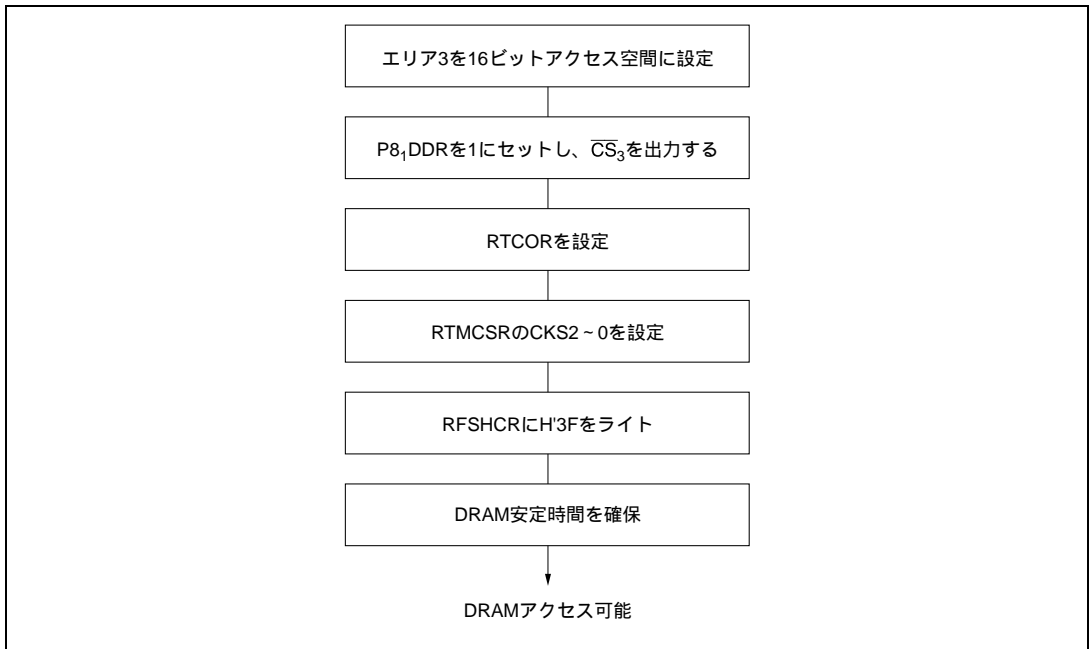 エリア3を16ビットアクセス空間に設定
P8₁DDRを1にセットし、C̅S̅₃を出力する
RTCORを設定
RTMCSRのCKS2~0を設定
RFSHCRにH'3Fをライト
DRAM安定時間を確保
DRAMアクセス可能